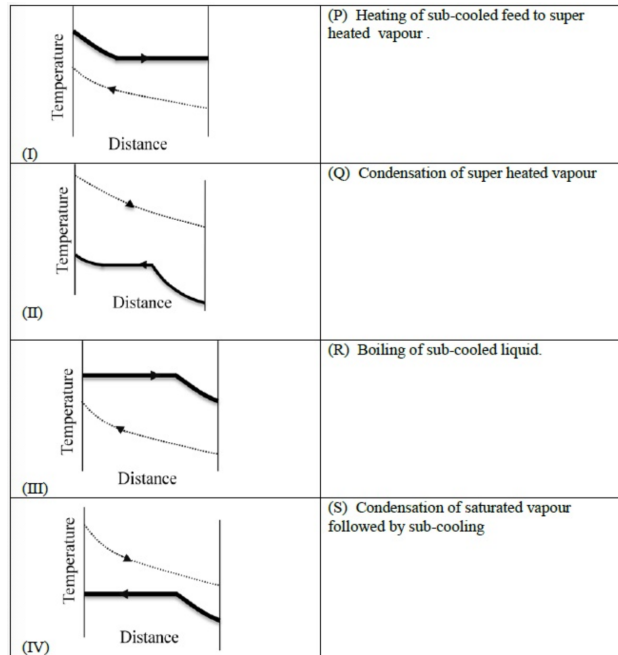 Temperature
Distance
(I)
(P) Heating of sub-cooled feed to super
heated vapour .
Temperature
Distance
(II)
(Q) Condensation of super heated vapour
Temperature
Distance
(III)
(R) Boiling of sub-cooled liquid.
Temperature
Distance
(IV)
(S) Condensation of saturated vapour
followed by sub-cooling